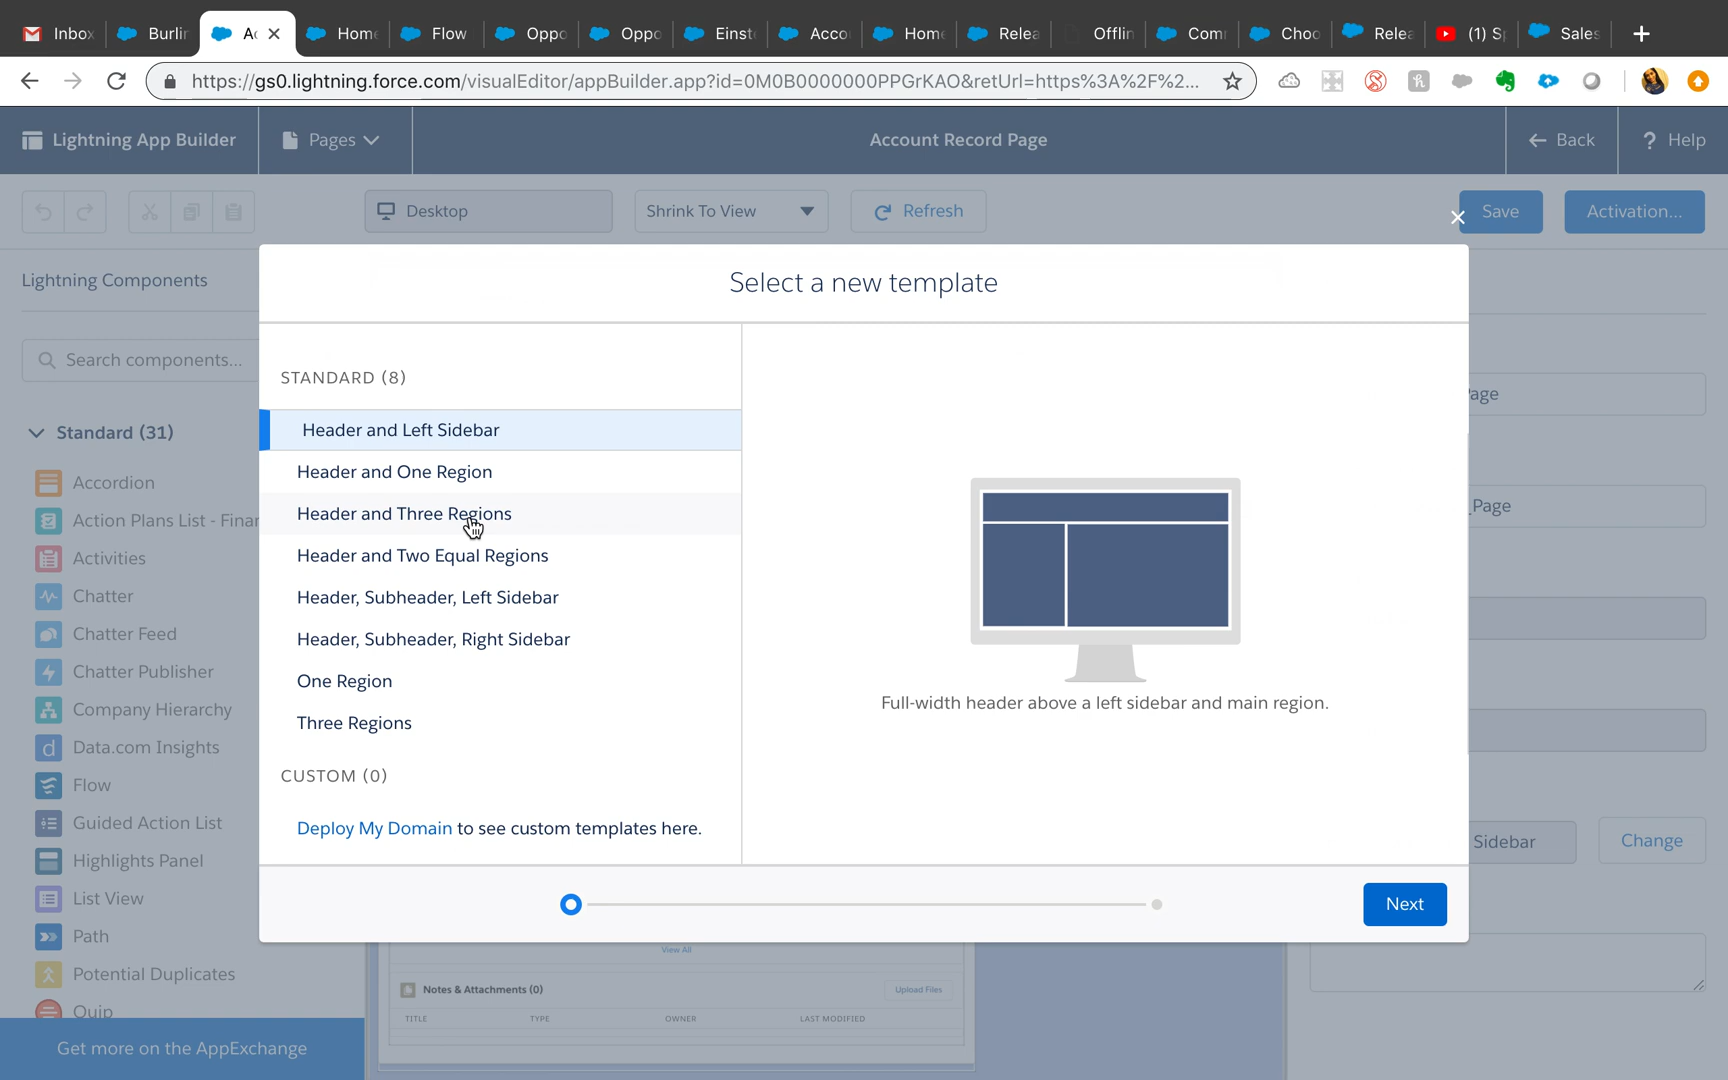 Inbox
Burlin
Ac
Home
Flow
Oppo
Oppo
Einst
Acco
Home
Relea
Offlin
Com
Choo
Relea
(1) Sp
Sales
https://gs0.lightning.force.com/visualEditor/appBuilder.app?id=0M0B0000000PPGrKAO&retUrl=https%3A%2F%2...
Lightning App Builder
Pages
Account Record Page
Back
? Help
Desktop
Shrink To View
Refresh
Save
Activation...
Lightning Components
Search components...
Standard (31)
Accordion
Action Plans List - Finan
Activities
Chatter
Chatter Feed
Chatter Publisher
Company Hierarchy
Data.com Insights
Flow
Guided Action List
Highlights Panel
List View
Path
Potential Duplicates
Quip
Get more on the AppExchange
Select a new template
STANDARD (8)
Header and Left Sidebar
Header and One Region
Header and Three Regions
Header and Two Equal Regions
Header, Subheader, Left Sidebar
Header, Subheader, Right Sidebar
One Region
Three Regions
CUSTOM (0)
Deploy My Domain to see custom templates here.
Full-width header above a left sidebar and main region.
Next
Page
_Page
Sidebar
Change
View All
Notes & Attachments (0)
Upload Files
TITLE
TYPE
OWNER
LAST MODIFIED